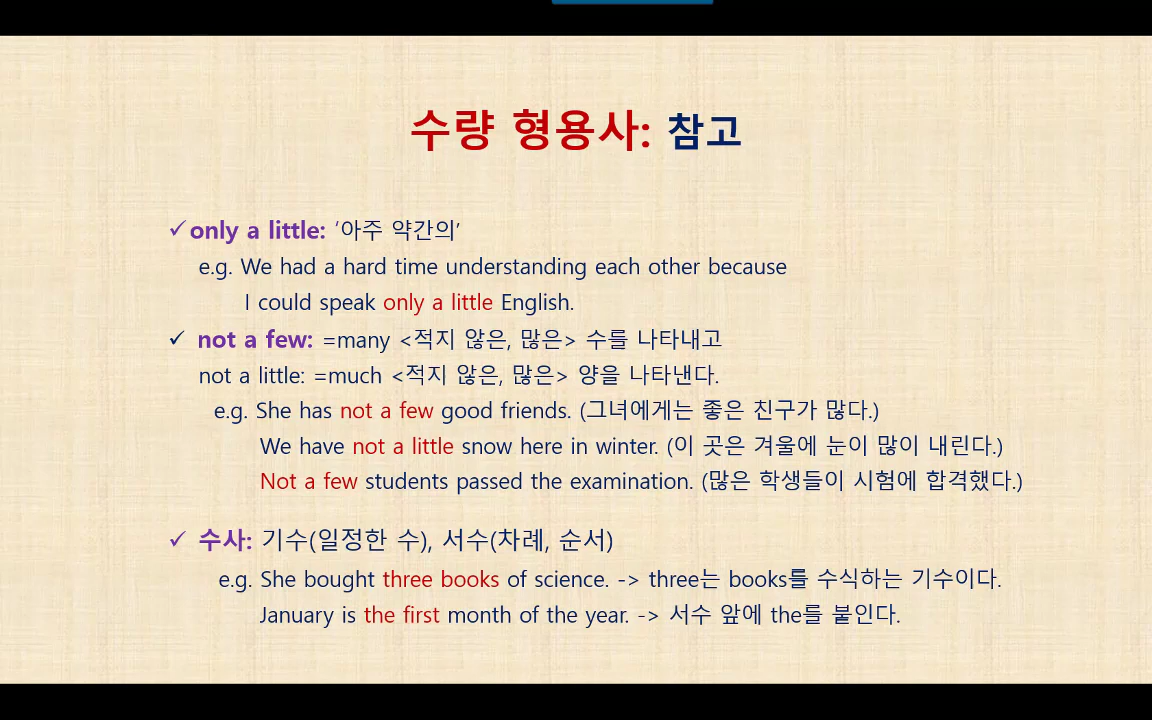 수량 형용사: 참고
✓only a little: '아주 약간의'
e.g. We had a hard time understanding each other because
I could speak only a little English.
✓ not a few: =many <적지 않은, 많은> 수를 나타내고
not a little: =much <적지 않은, 많은> 양을 나타낸다.
e.g. She has not a few good friends. (그녀에게는 좋은 친구가 많다.)
We have not a little snow here in winter. (이 곳은 겨울에 눈이 많이 내린다.)
Not a few students passed the examination. (많은 학생들이 시험에 합격했다.)
✓ 수사: 기수(일정한 수), 서수(차례, 순서)
e.g. She bought three books of science. -> three는 books를 수식하는 기수이다.
January is the first month of the year. -> 서수 앞에 the를 붙인다.